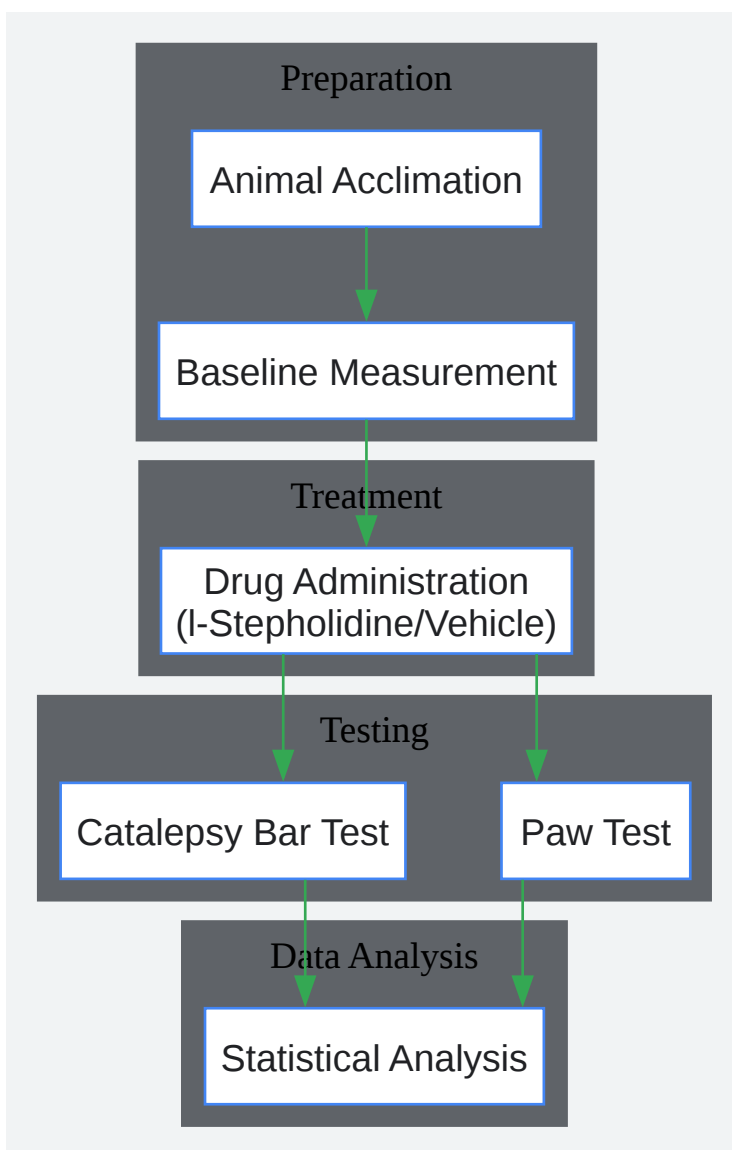 Preparation
Animal Acclimation
Baseline Measurement
Treatment
Drug Administration
(l-Stepholidine/Vehicle)
Testing
Catalepsy Bar Test
Paw Test
Data Analysis
Statistical Analysis